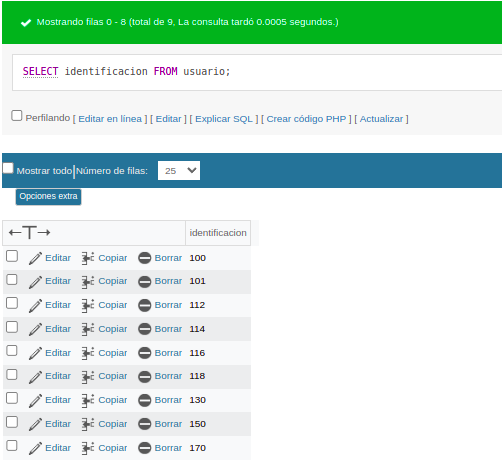 Mostrando filas 0 - 8 (total de 9, La consulta tardó 0.0005 segundos.)
SELECT identificacion FROM usuario;
Perfilando [ Editar en línea ] [ Editar ] [ Explicar SQL ] [ Crear código PHP ] [ Actualizar ]
Mostrar todo Número de filas: 25
Opciones extra
←T→ identificacion
Editar Copiar Borrar 100
Editar Copiar Borrar 101
Editar Copiar Borrar 112
Editar Copiar Borrar 114
Editar Copiar Borrar 116
Editar Copiar Borrar 118
Editar Copiar Borrar 130
Editar Copiar Borrar 150
Editar Copiar Borrar 170